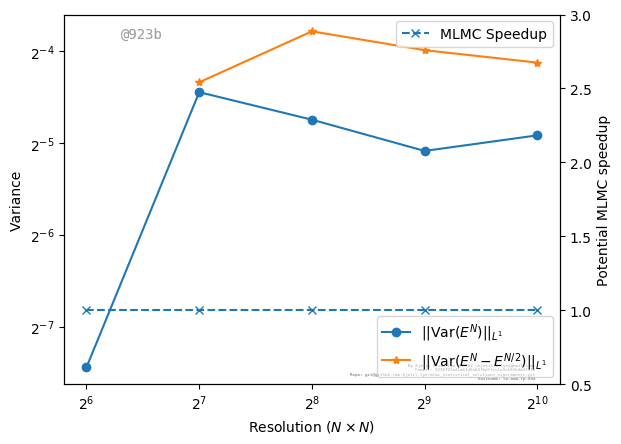 @923b
MLMC Speedup
2^-4
2^-5
2^-6
2^-7
Variance
3.0
2.5
2.0
1.5
1.0
0.5
Potential MLMC speedup
||Var(E^N)||_{L^1}
||Var(E^N − E^{N/2})||_{L^1}
2^6 2^7 2^8 2^9 2^10
Resolution (N × N)